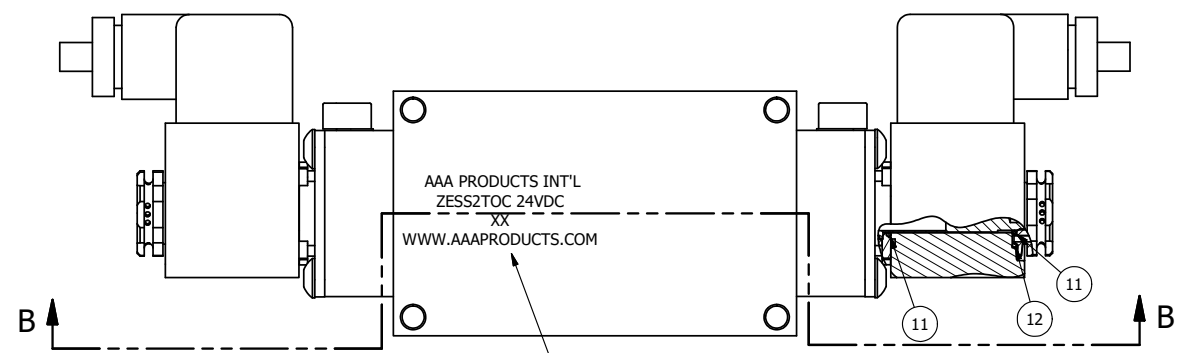 AAA PRODUCTS INT'L
ZESS2TOC 24VDC
XX
WWW.AAAPRODUCTS.COM
11
11
12
B
B